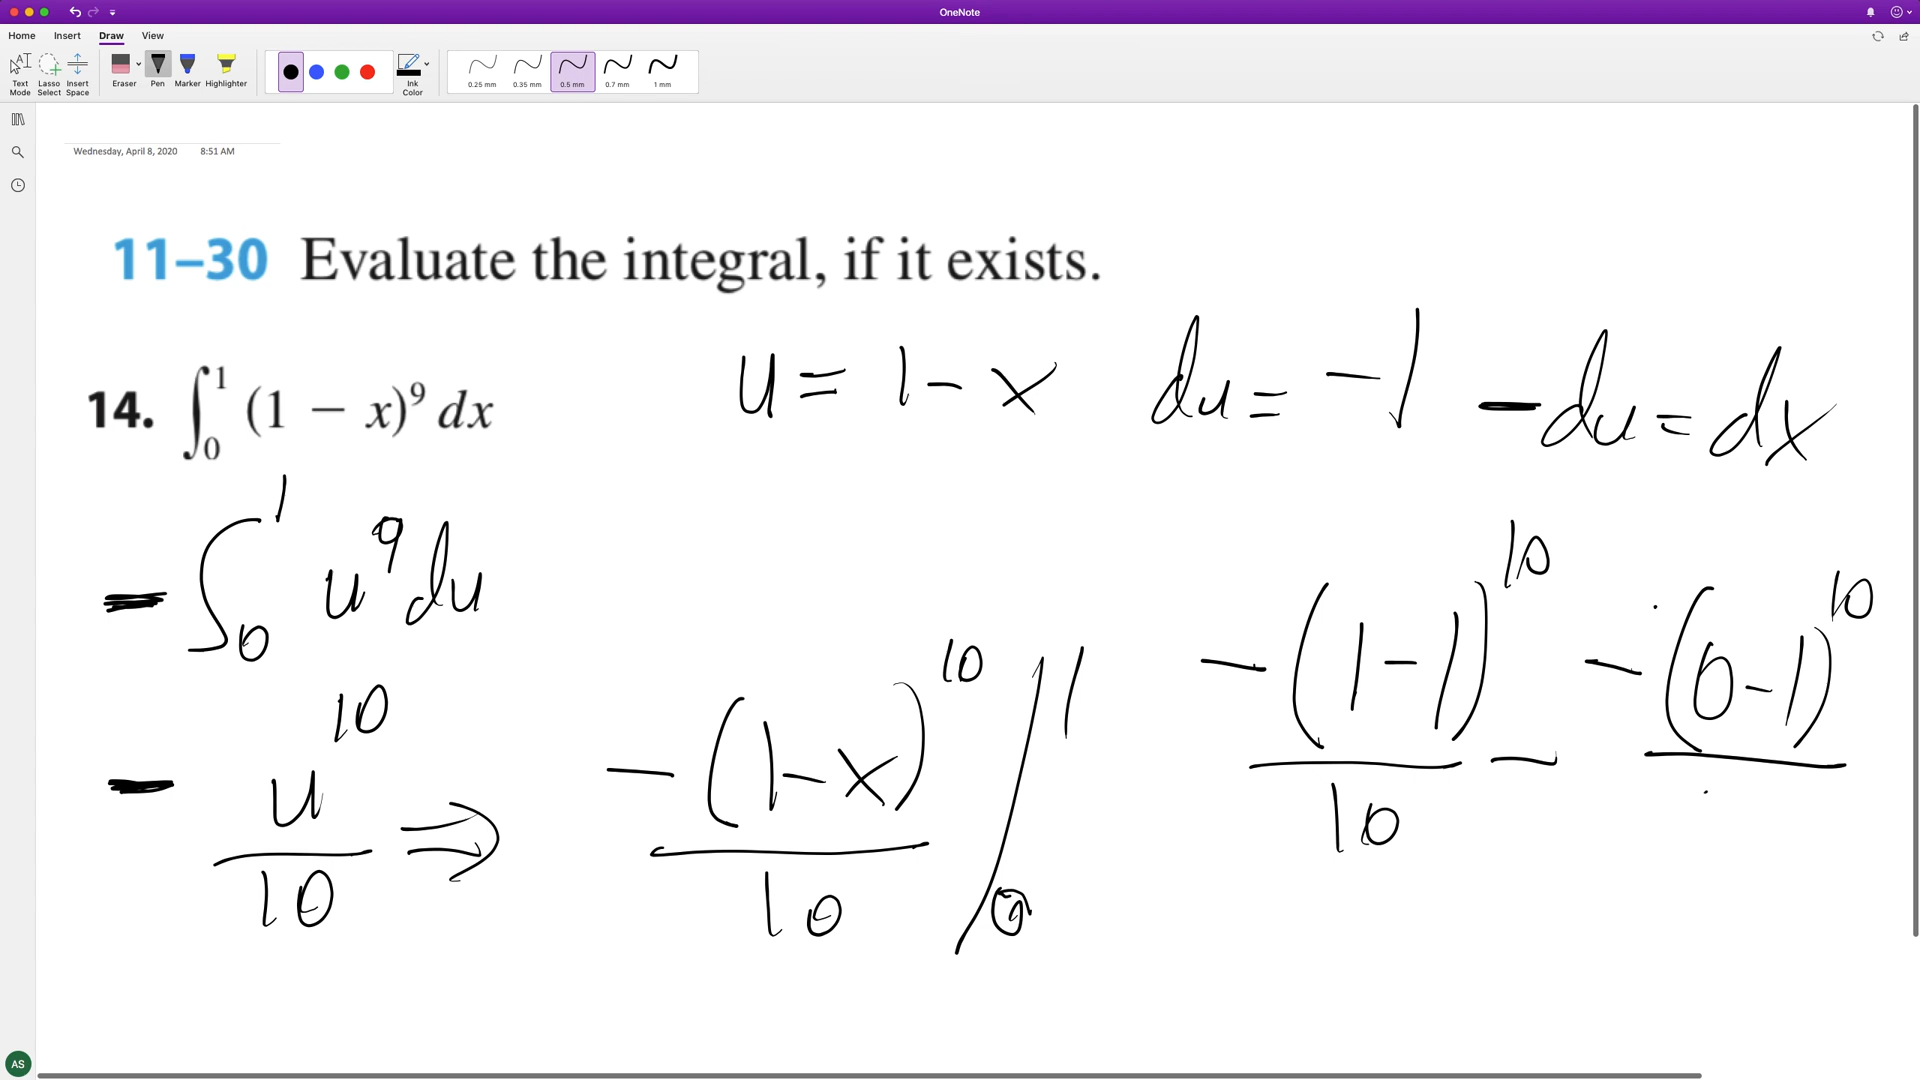 OneNote
Home Insert Draw View
Text Mode Lasso Select Insert Space Eraser Pen Marker Highlighter Ink Color 0.25 mm 0.35 mm 0.5 mm 0.7 mm 1 mm
Wednesday, April 8, 2020 8:51 AM
11–30 Evaluate the integral, if it exists.
14. ∫₀¹ (1 − x)⁹ dx
u = 1 - x du = -1 -du = dx
- ∫₀¹ u⁹ du
- u¹⁰/10 ⇒ -(1-x)¹⁰/10 /₀¹ -(1-1)¹⁰/10 - -(0-1)¹⁰/
AS